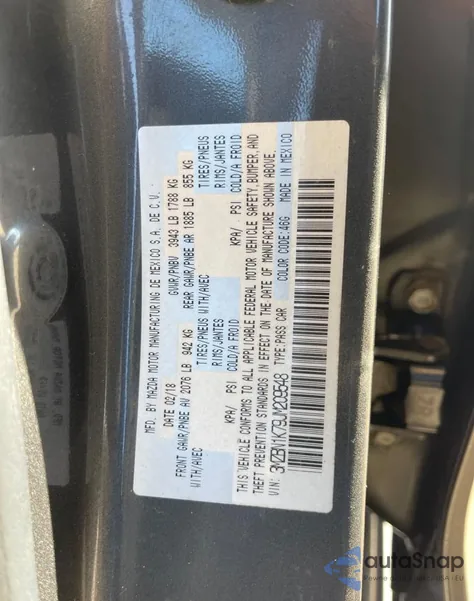 MFD. BY MAZDA MOTOR MANUFACTURING DE MEXICO S.A. DE C.V.
DATE 02/18 GVWR/PNBV 3943 LB 1788 KG
FRONT GAWR/PNBE AV 2076 LB 942 KG REAR GAWR/PNBE AR 1885 LB 855 KG
WITH/AVEC TIRES/PNEUS WITH/AVEC TIRES/PNEUS
RIMS/JANTES RIMS/JANTES
KPA/ PSI COLD/A FROID KPA/ PSI COLD/A FROID
THIS VEHICLE CONFORMS TO ALL APPLICABLE FEDERAL MOTOR VEHICLE SAFETY,BUMPER,AND
THEFT PREVENTION STANDARDS IN EFFECT ON THE DATE OF MANUFACTURE SHOWN ABOVE.
VIN: 3MZBN1K79JM209548 TYPE:PASS CAR COLOR CODE:46G MADE IN MEXICO
autoSnap